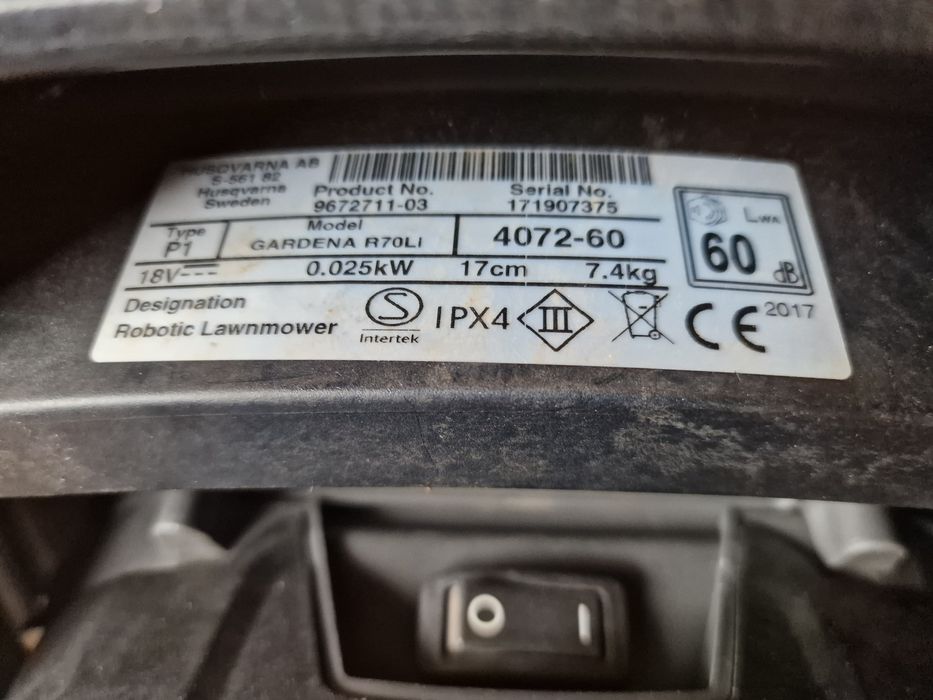 HUSQVARNA AB
S-561 82
Husqvarna
Sweden
Product No.
9672711-03
Serial No.
171907375
Type
P1
Model
GARDENA R70LI
4072-60
LWA
60
dB
18V
0.025kW
17cm
7.4kg
Designation
Robotic Lawnmower
S
Intertek
IPX4
III
CE
2017
O I